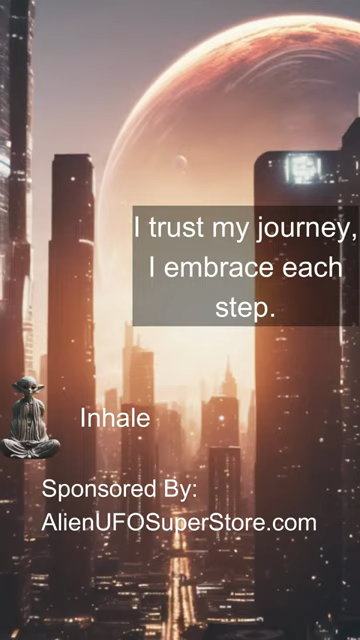 I trust my journey,
I embrace each
step.
Inhale
Sponsored By:
AlienUFOSuperStore.com